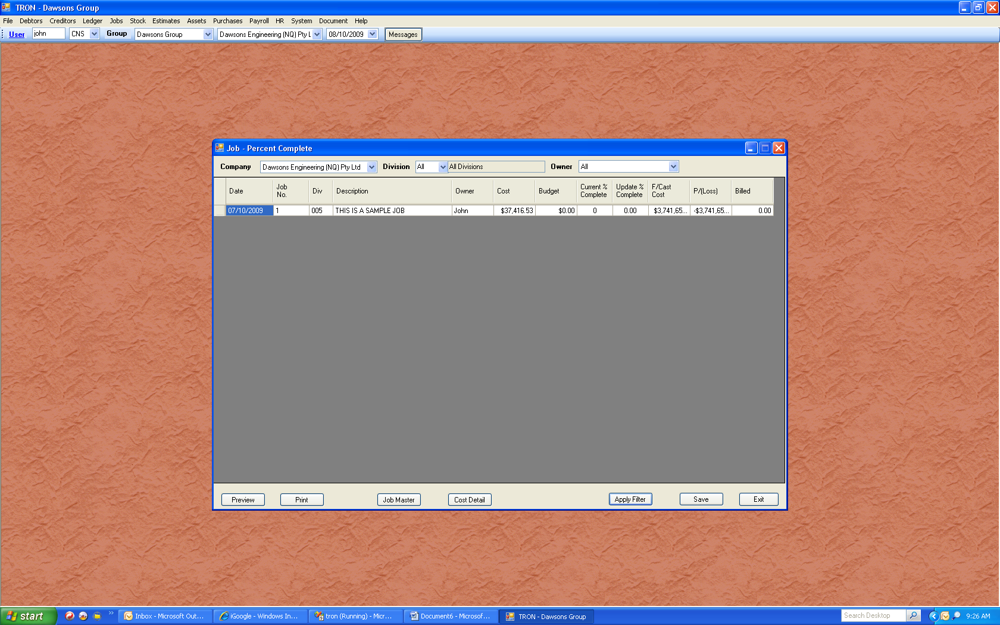 TRON - Dawsons Group
File Debtors Creditors Ledger Jobs Stock Estimates Assets Purchases Payroll HR System Document Help
User john CNS Group Dawsons Group Dawsons Engineering (NQ) Pty L 08/10/2009 Messages
Job - Percent Complete
Company Dawsons Engineering (NQ) Pty Ltd Division All All Divisions Owner All
Date Job No. Div Description Owner Cost Budget Current % Complete Update % Complete F/Cast Cost P/(Loss) Billed
07/10/2009 1 005 THIS IS A SAMPLE JOB John $37,416.53 $0.00 0 0.00 $3,741,65... -$3,741,65... 0.00
Preview Print Job Master Cost Detail Apply Filter Save Exit
start Inbox - Microsoft Out... iGoogle - Windows In... tron (Running) - Micr... Document6 - Microsof... TRON - Dawsons Group Search Desktop 9:26 AM